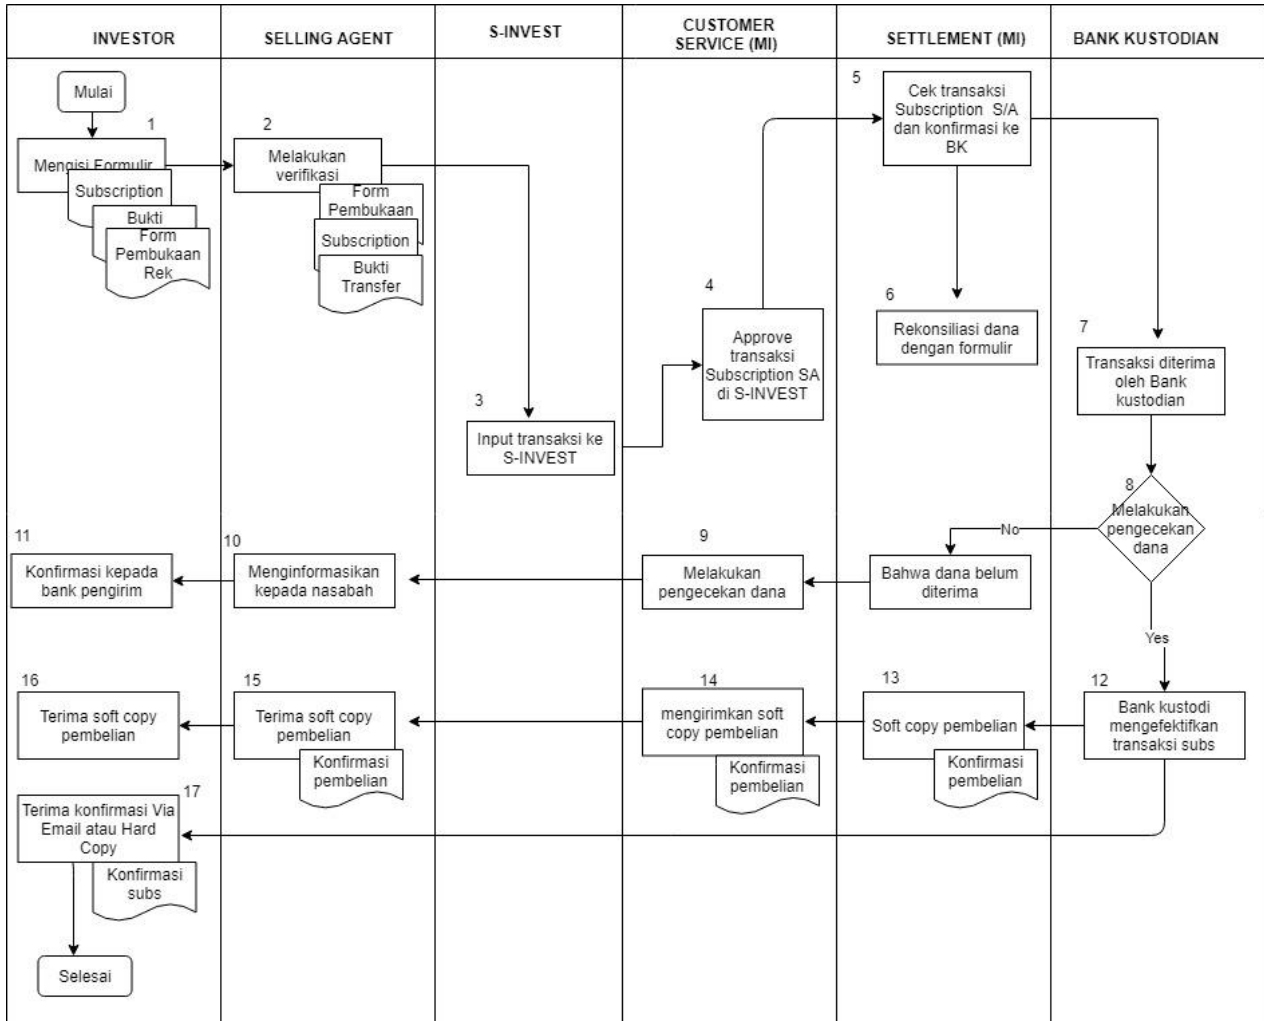 INVESTOR
SELLING AGENT
S-INVEST
CUSTOMER
SERVICE (MI)
SETTLEMENT (MI)
BANK KUSTODIAN
Mulai
1
Mengisi Formulir
Subscription
Bukti
Form
Pembukaan
Rek
2
Melakukan
verifikasi
Form
Pembukaan
Subscription
Bukti
Transfer
3
Input transaksi ke
S-INVEST
4
Approve
transaksi
Subscription SA
di S-INVEST
5
Cek transaksi
Subscription S/A
dan konfirmasi ke
BK
6
Rekonsiliasi dana
dengan formulir
7
Transaksi diterima
oleh Bank
kustodian
8
Melakukan
pengecekan
dana
No
Yes
Bahwa dana belum
diterima
9
Melakukan
pengecekan dana
10
Menginformasikan
kepada nasabah
11
Konfirmasi kepada
bank pengirim
12
Bank kustodi
mengefektifkan
transaksi subs
13
Soft copy pembelian
Konfirmasi
pembelian
14
mengirimkan soft
copy pembelian
Konfirmasi
pembelian
15
Terima soft copy
pembelian
Konfirmasi
pembelian
16
Terima soft copy
pembelian
17
Terima konfirmasi Via
Email atau Hard
Copy
Konfirmasi
subs
Selesai